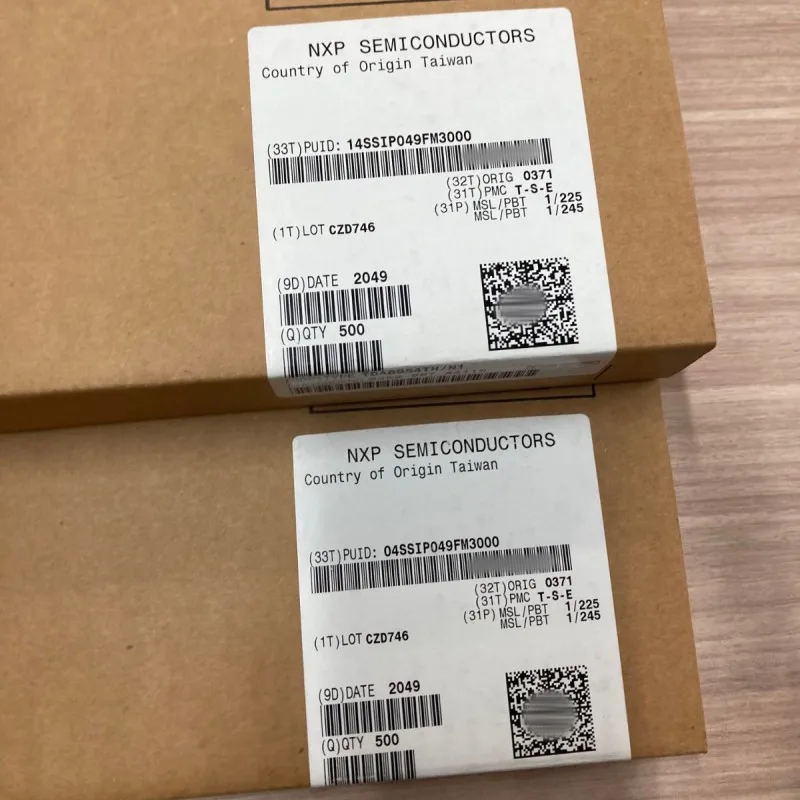 NXP SEMICONDUCTORS
Country of Origin Taiwan
(33T)PUID: 14SSIP049FM3000
(32T)ORIG 0371
(31T)PMC T-S-E
(31P) MSL/PBT 1/225
MSL/PBT 1/245
(1T)LOT CZD746
(9D)DATE 2049
(Q)QTY 500
NXP SEMICONDUCTORS
Country of Origin Taiwan
(33T)PUID: 04SSIP049FM3000
(32T)ORIG 0371
(31T)PMC T-S-E
(31P) MSL/PBT 1/225
MSL/PBT 1/245
(1T)LOT CZD746
(9D)DATE 2049
(Q)QTY 500